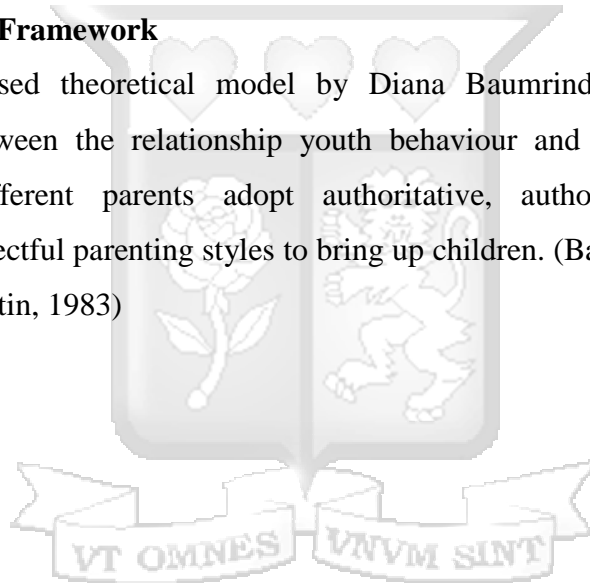 Framework
sed theoretical model by Diana Baumrind
ween the relationship youth behaviour and
fferent parents adopt authoritative, autho
ectful parenting styles to bring up children. (Ba
tin, 1983)
VT OMNES VNVM SINT